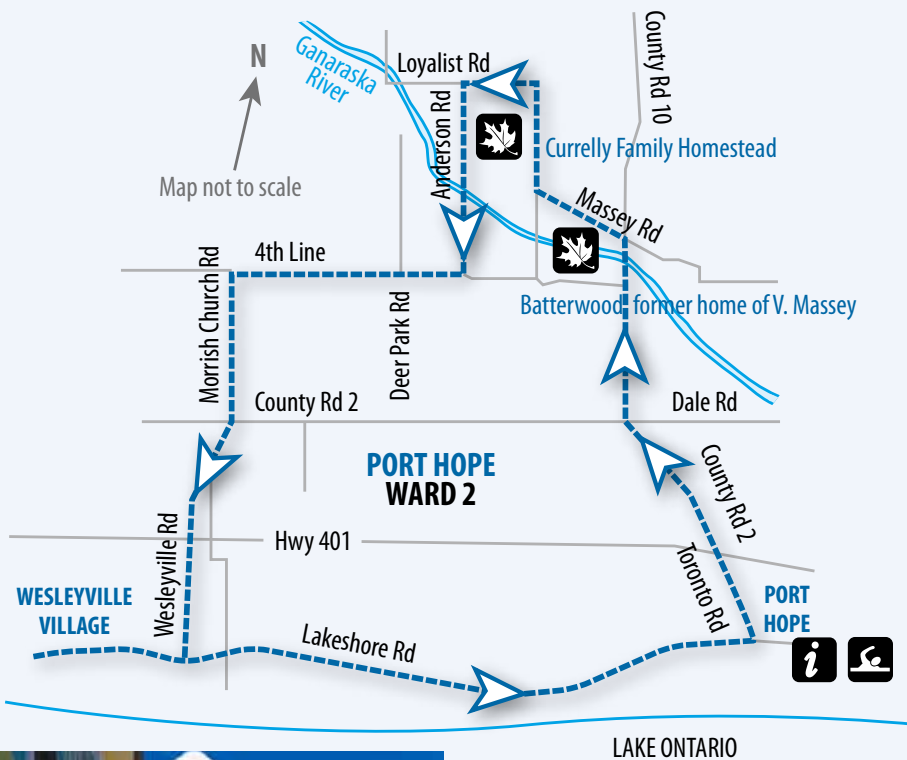 N
Map not to scale
Ganaraska
River
Loyalist Rd
Anderson Rd
County Rd 10
Currelly Family Homestead
Massey Rd
4th Line
Morrish Church Rd
Deer Park Rd
Batterwood, former home of V. Massey
County Rd 2
Dale Rd
PORT HOPE
WARD 2
County Rd 2
Hwy 401
Toronto Rd
Wesleyville Rd
WESLEYVILLE
VILLAGE
PORT
HOPE
i
Lakeshore Rd
LAKE ONTARIO